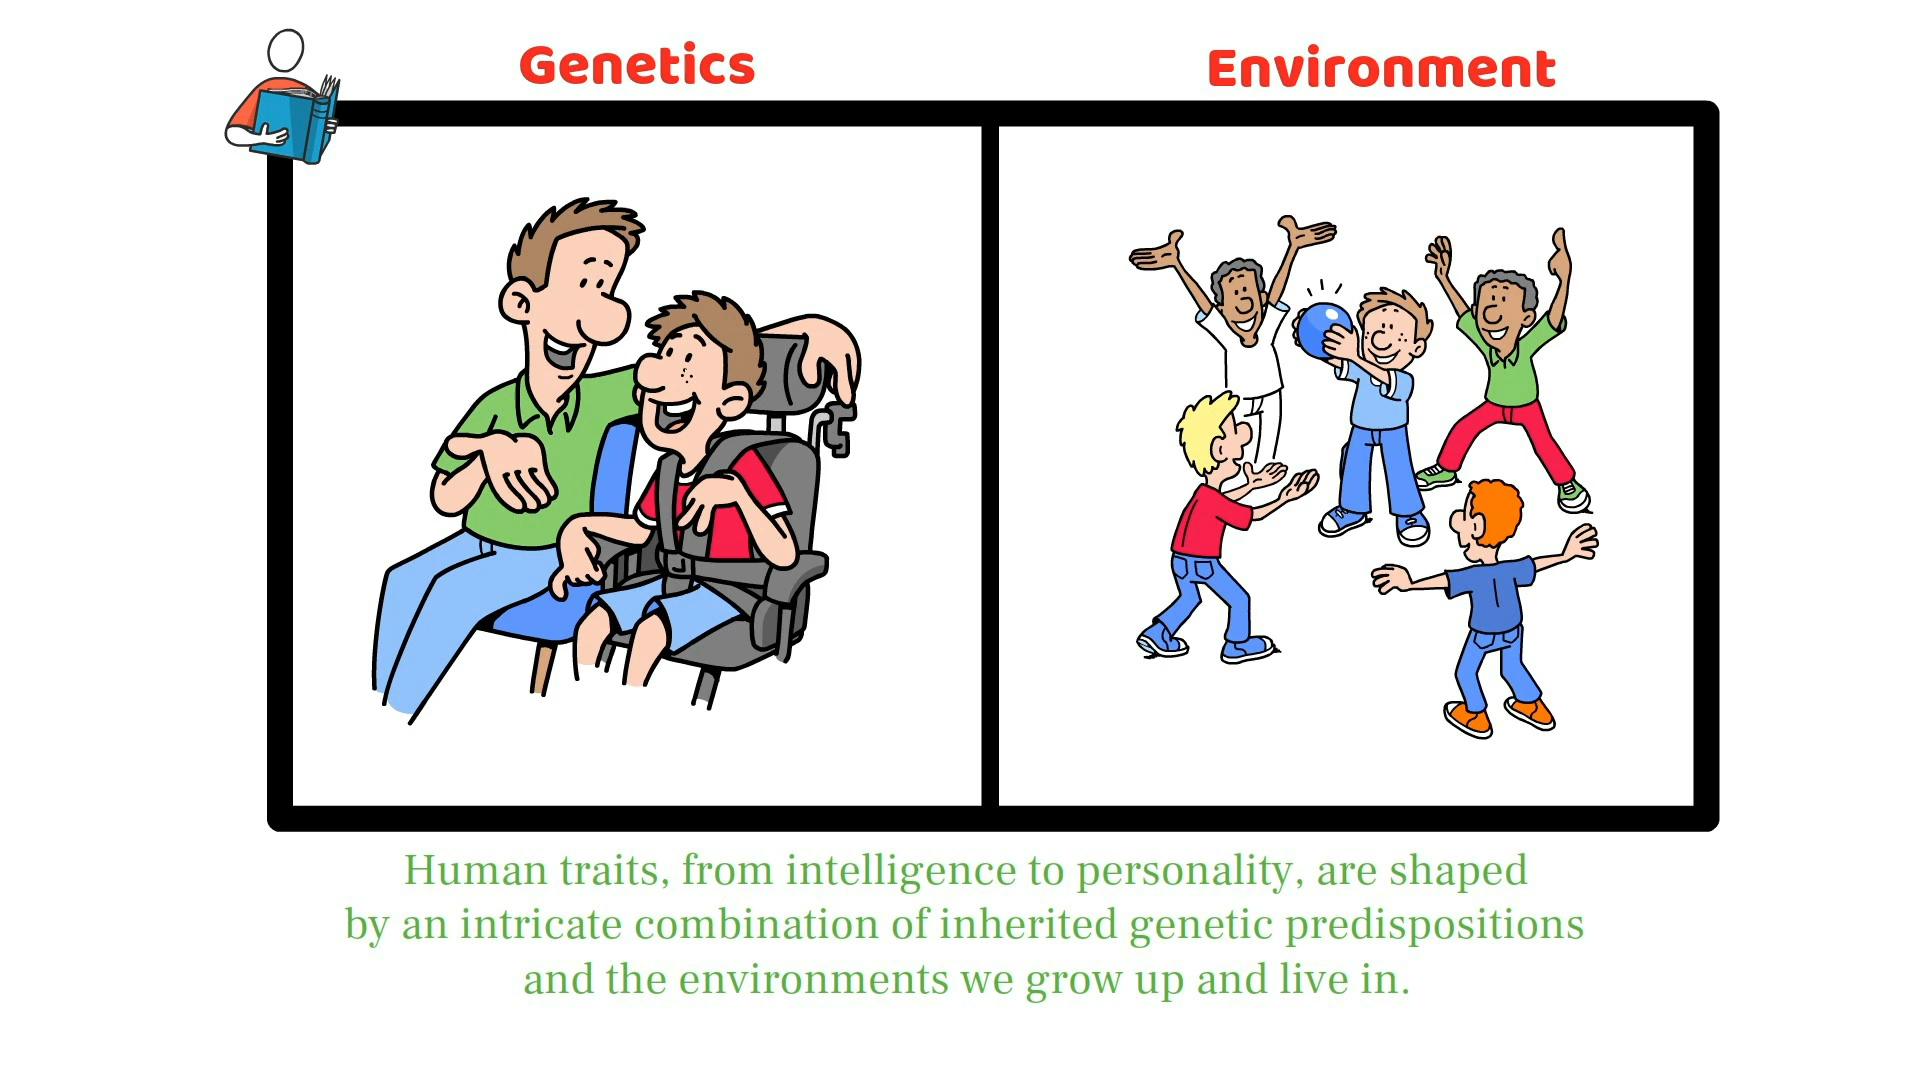 Genetics
Environment
Human traits, from intelligence to personality, are shaped
by an intricate combination of inherited genetic predispositions
and the environments we grow up and live in.